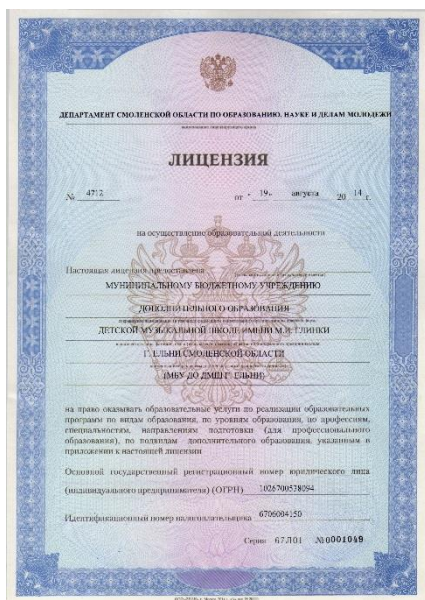 ДЕПАРТАМЕНТ СМОЛЕНСКОЙ ОБЛАСТИ ПО ОБРАЗОВАНИЮ, НАУКЕ И ДЕЛАМ МОЛОДЕЖИ
ЛИЦЕНЗИЯ
№ 4712 от « 19» августа 20 14 г.
на осуществление образовательной деятельности
Настоящая лицензия предоставлена
МУНИЦИПАЛЬНОМУ БЮДЖЕТНОМУ УЧРЕЖДЕНИЮ
ДОПОЛНИТЕЛЬНОГО ОБРАЗОВАНИЯ
ДЕТСКОЙ МУЗЫКАЛЬНОЙ ШКОЛЕ ИМЕНИ М.И. ГЛИНКИ
Г. ЕЛЬНИ СМОЛЕНСКОЙ ОБЛАСТИ
(МБУ ДО ДМШ Г. ЕЛЬНИ)
на право оказывать образовательные услуги по реализации образовательных
программ по видам образования, по уровням образования, по профессиям,
специальностям, направлениям подготовки (для профессионального
образования), по подвидам дополнительного образования, указанным в
приложении к настоящей лицензии
Основной государственный регистрационный номер юридического лица
(индивидуального предпринимателя) (ОГРН) 1026700538094
Идентификационный номер налогоплательщика 6706004150
Серия 67Л01 №0001049